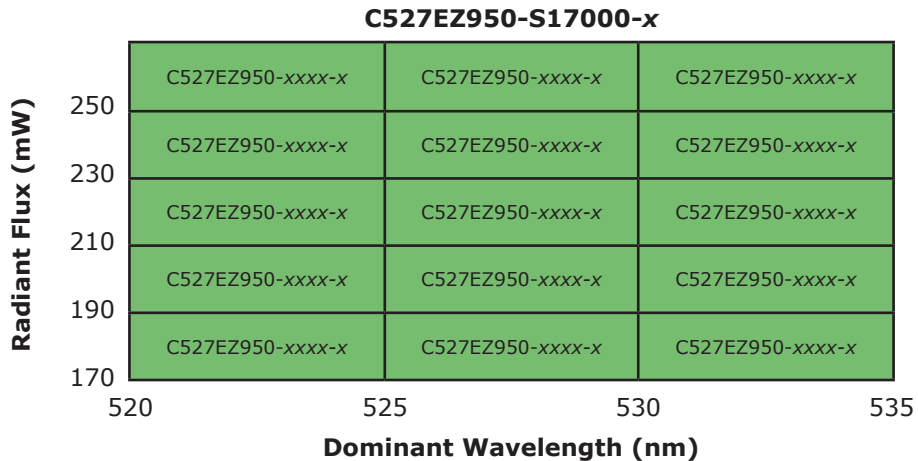 C527EZ950-S17000-x
C527EZ950-xxxx-x C527EZ950-xxxx-x C527EZ950-xxxx-x
250
C527EZ950-xxxx-x C527EZ950-xxxx-x C527EZ950-xxxx-x
230
C527EZ950-xxxx-x C527EZ950-xxxx-x C527EZ950-xxxx-x
210
C527EZ950-xxxx-x C527EZ950-xxxx-x C527EZ950-xxxx-x
190
C527EZ950-xxxx-x C527EZ950-xxxx-x C527EZ950-xxxx-x
170
Radiant Flux (mW)
520 525 530 535
Dominant Wavelength (nm)